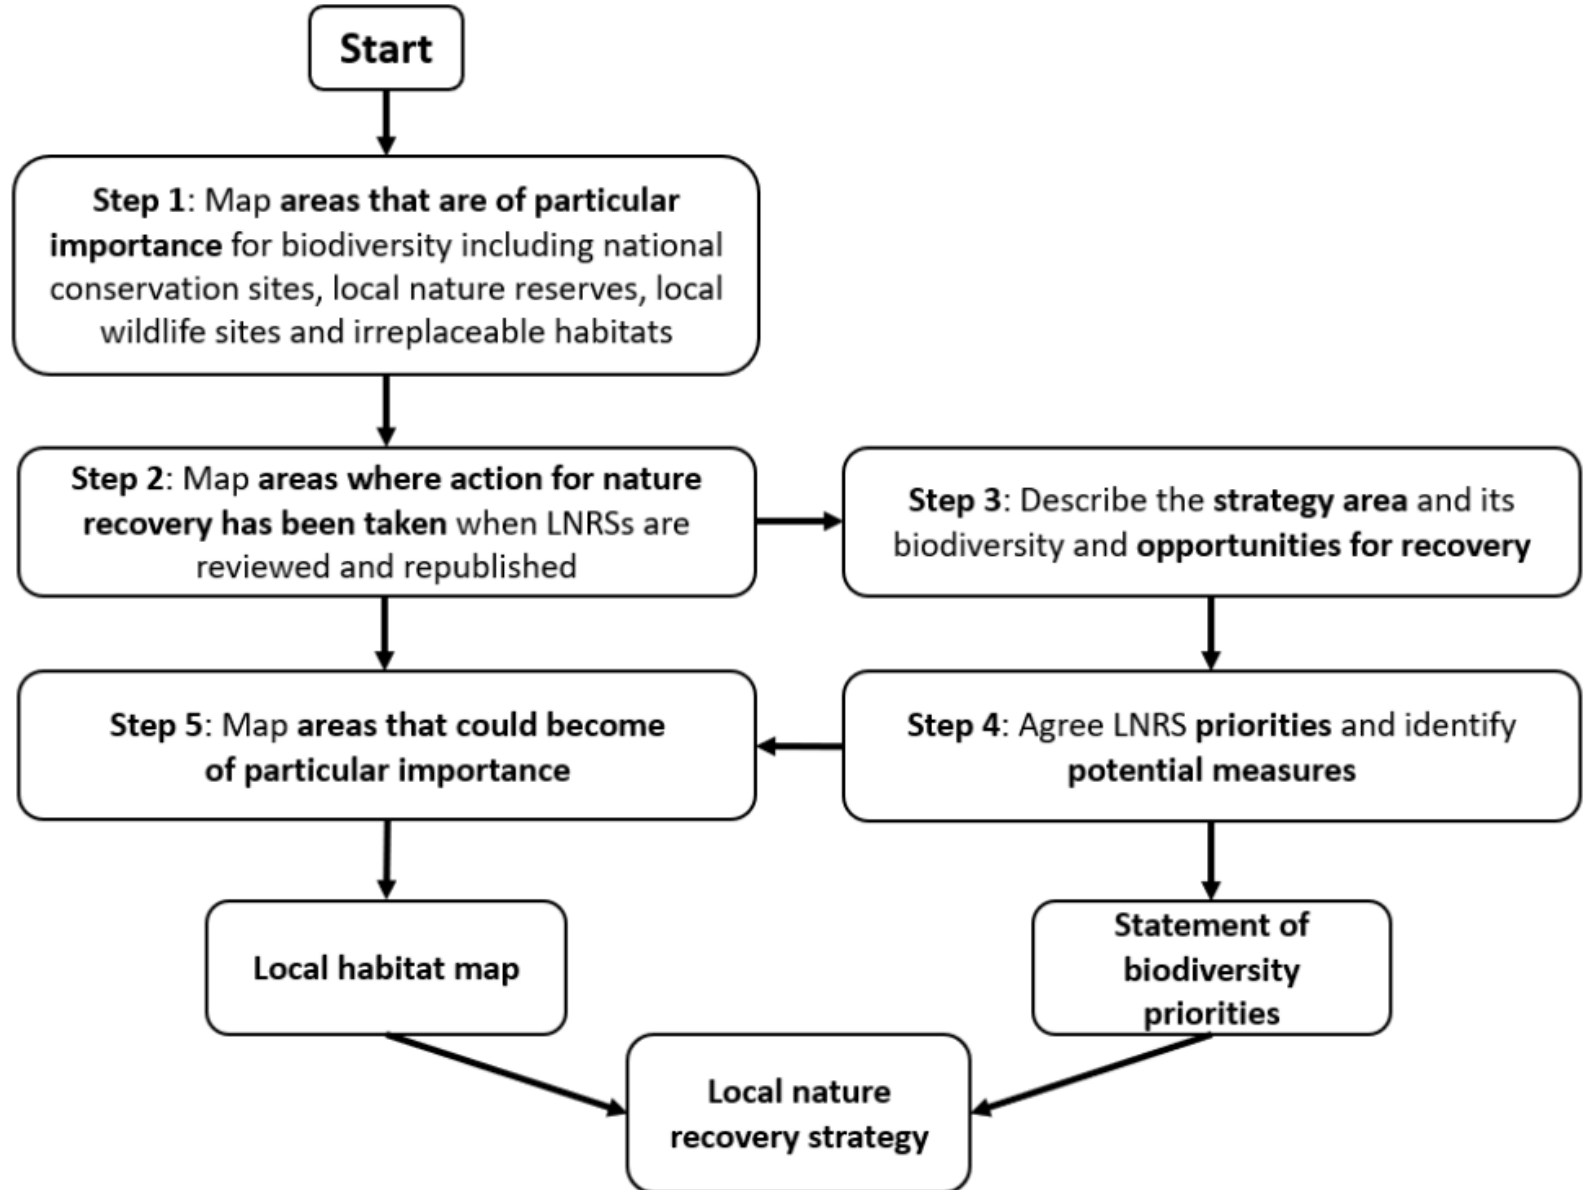 Start
Step 1: Map areas that are of particular
importance for biodiversity including national
conservation sites, local nature reserves, local
wildlife sites and irreplaceable habitats
Step 2: Map areas where action for nature
recovery has been taken when LNRSs are
reviewed and republished
Step 3: Describe the strategy area and its
biodiversity and opportunities for recovery
Step 4: Agree LNRS priorities and identify
potential measures
Step 5: Map areas that could become
of particular importance
Local habitat map
Statement of
biodiversity
priorities
Local nature
recovery strategy